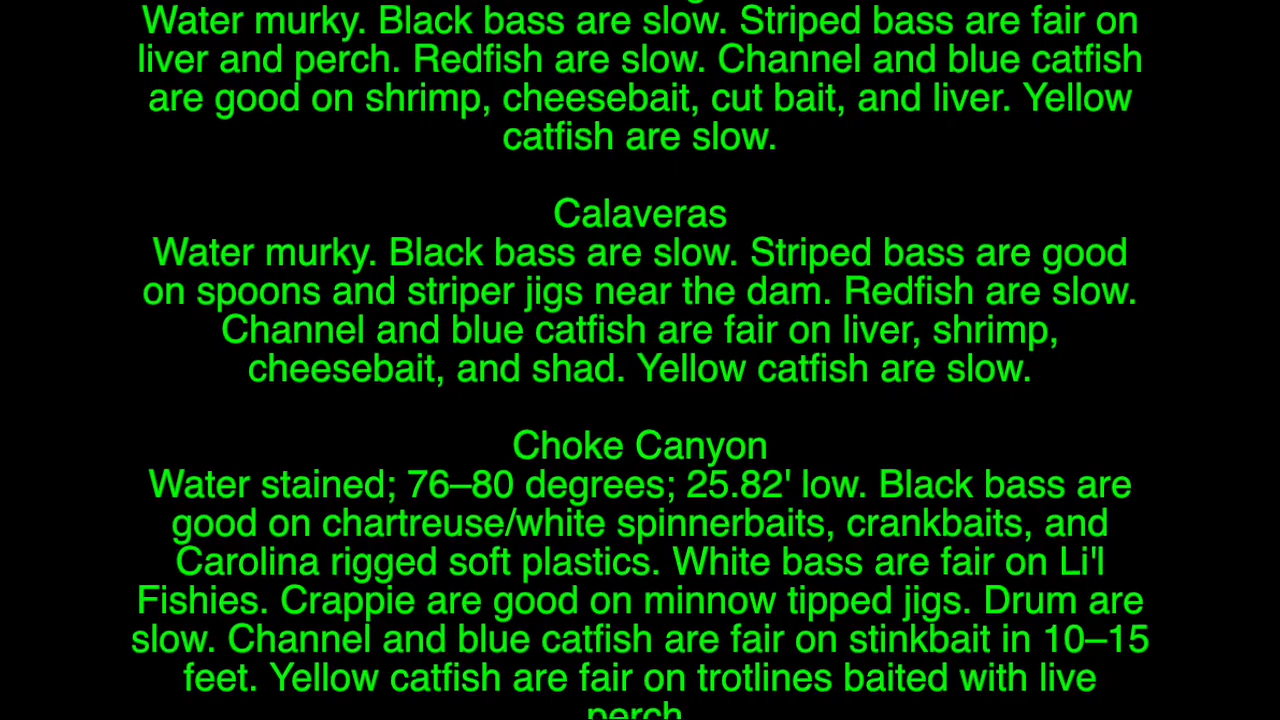 Water murky. Black bass are slow. Striped bass are fair on
liver and perch. Redfish are slow. Channel and blue catfish
are good on shrimp, cheesebait, cut bait, and liver. Yellow
catfish are slow.
Calaveras
Water murky. Black bass are slow. Striped bass are good
on spoons and striper jigs near the dam. Redfish are slow.
Channel and blue catfish are fair on liver, shrimp,
cheesebait, and shad. Yellow catfish are slow.
Choke Canyon
Water stained; 76–80 degrees; 25.82' low. Black bass are
good on chartreuse/white spinnerbaits, crankbaits, and
Carolina rigged soft plastics. White bass are fair on Li'l
Fishies. Crappie are good on minnow tipped jigs. Drum are
slow. Channel and blue catfish are fair on stinkbait in 10–15
feet. Yellow catfish are fair on trotlines baited with live
perch.